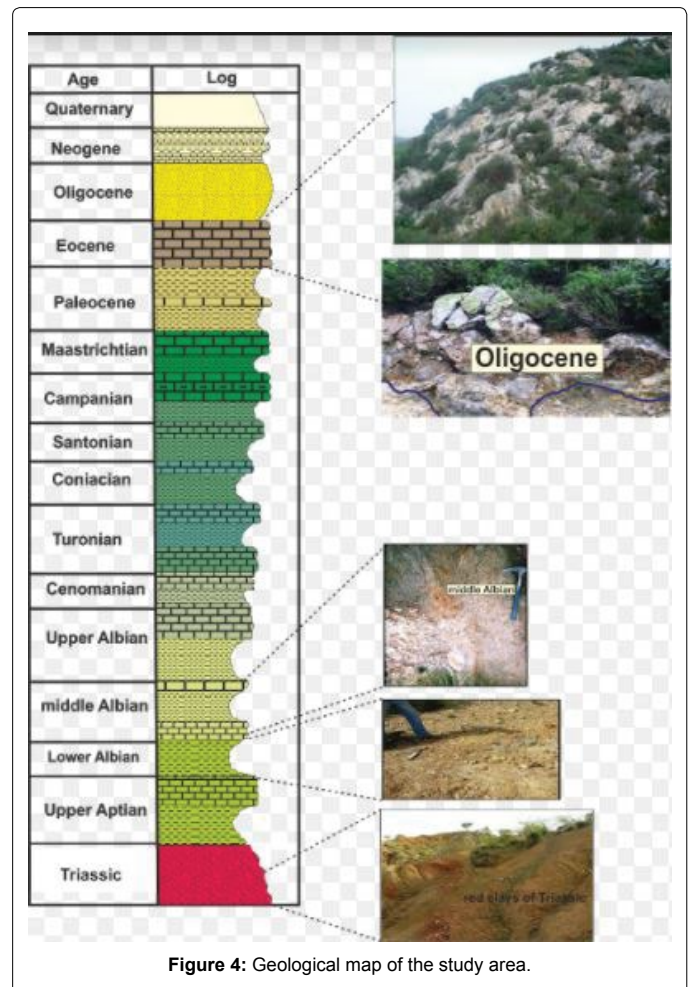 Age Log
Quaternary
Neogene
Oligocene
Eocene
Paleocene
Maastrichtian
Campanian
Santonian
Coniacian
Turonian
Cenomanian
Upper Albian
middle Albian
Lower Albian
Upper Aptian
Triassic
Oligocene
middle Albian
red clays of Triassic
Figure 4: Geological map of the study area.